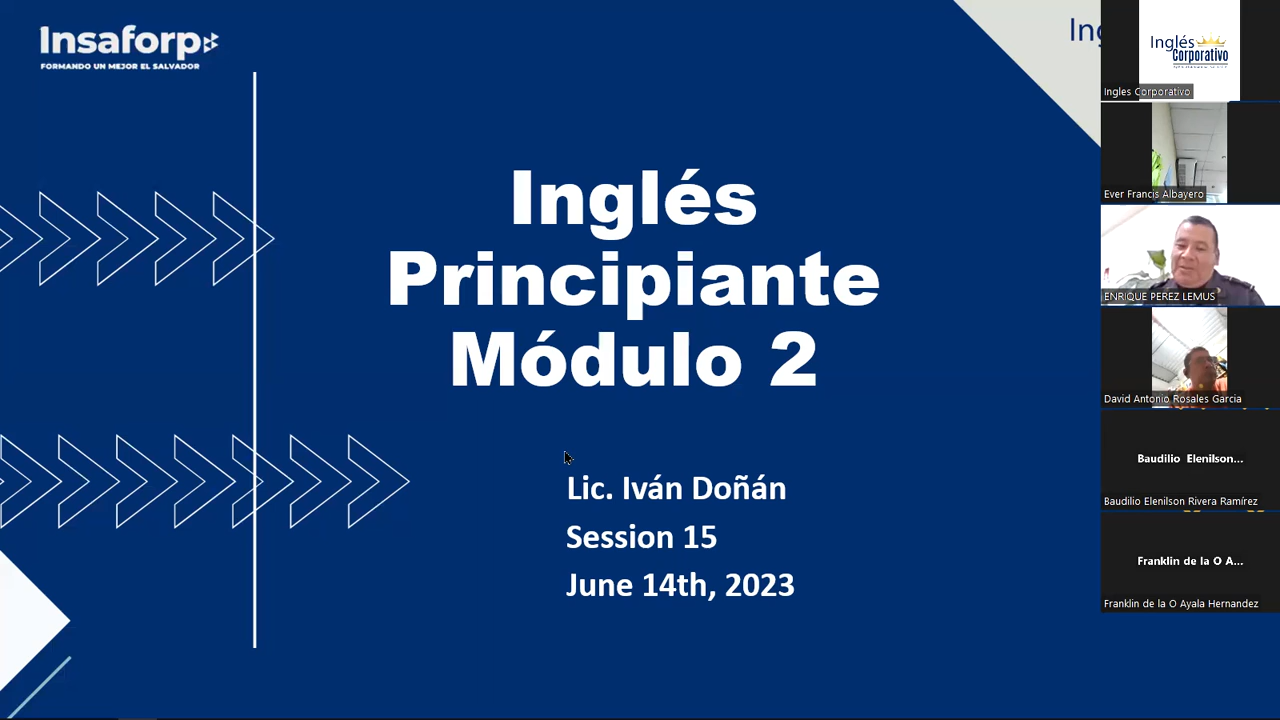 Insaforp
FORMANDO UN MEJOR EL SALVADOR
Inglés
Principiante
Módulo 2
Lic. Iván Doñán
Session 15
June 14th, 2023
Ing
Inglés
Corporativo
Ingles Corporativo
Ever Francis Albayero
ENRIQUE PEREZ LEMUS
David Antonio Rosales Garcia
Baudilio Elenilson...
Baudilio Elenilson Rivera Ramírez
Franklin de la O A...
Franklin de la O Ayala Hernandez